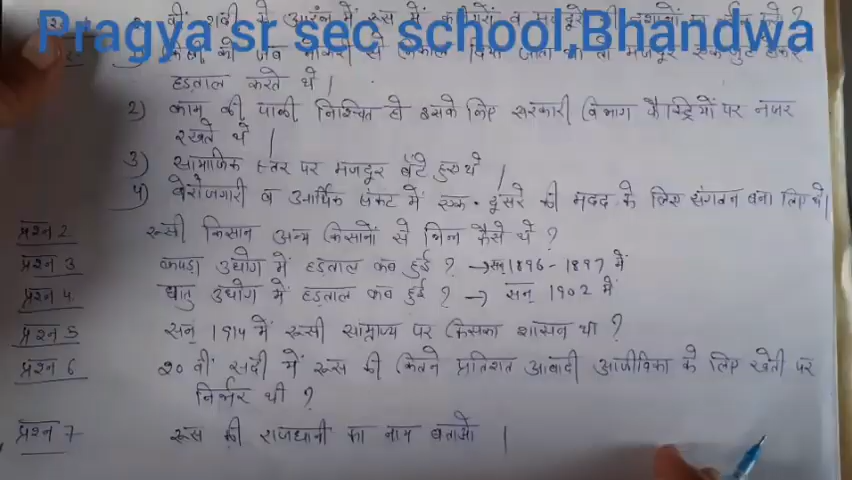 Pragya sr sec school Bhandwa
हड़ताल करते थे |
2) काम की पाली निश्चित हो इसके लिए सरकारी विभाग फैक्ट्रियों पर नजर
रखते थे |
3) सामाजिक स्तर पर मजदूर बँटे हुए थे |
4) बेरोजगारी व आर्थिक संकट में एक - दूसरे की मदद के लिए संगठन बना लिए थे|
प्रश्न 2 रूसी किसान अन्य किसानों से भिन्न कैसे थे ?
प्रश्न 3 कपड़ा उद्योग में हड़ताल कब हुई ? → सन् 1896 - 1897 में
प्रश्न 4 धातु उद्योग में हड़ताल कब हुई ? → सन् 1902 में
प्रश्न 5 सन् 1914 में रूसी साम्राज्य पर किसका शासन था ?
प्रश्न 6 20 वीं सदी में रूस की कितने प्रतिशत आबादी आजीविका के लिए खेती पर
निर्भर थी ?
प्रश्न 7 रूस की राजधानी का नाम बताओ |